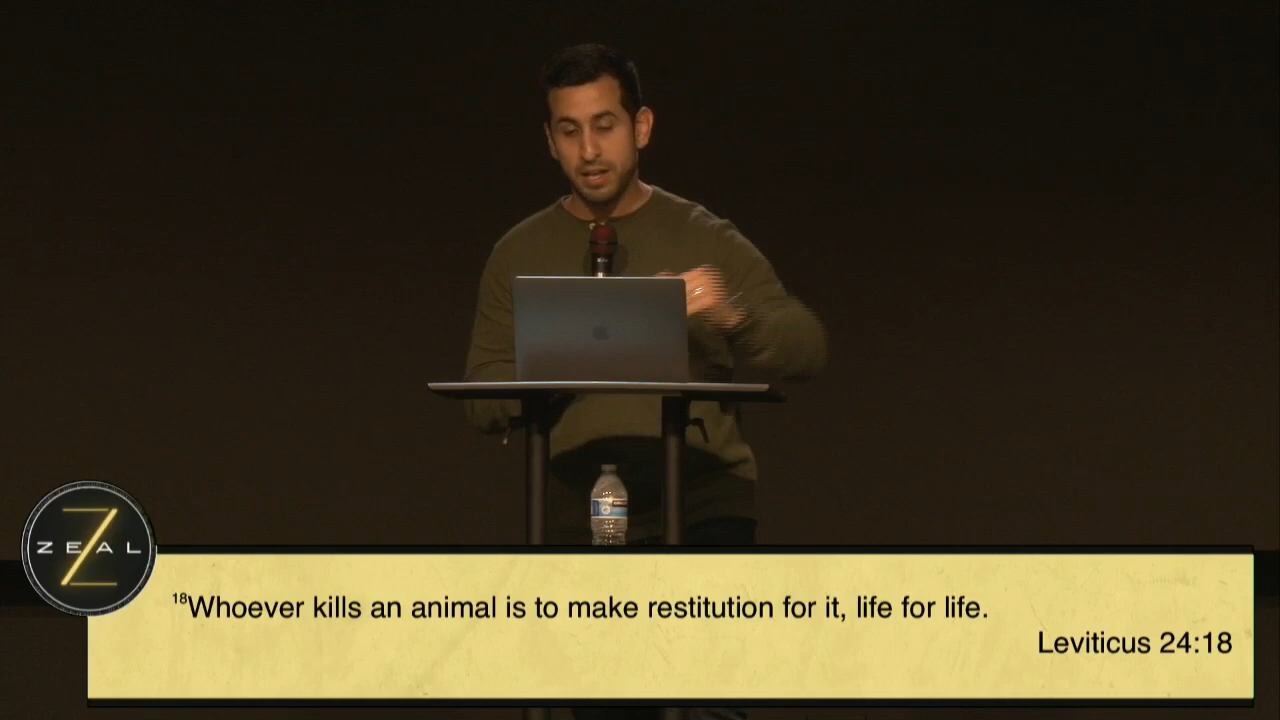 ZEAL
18Whoever kills an animal is to make restitution for it, life for life.
Leviticus 24:18